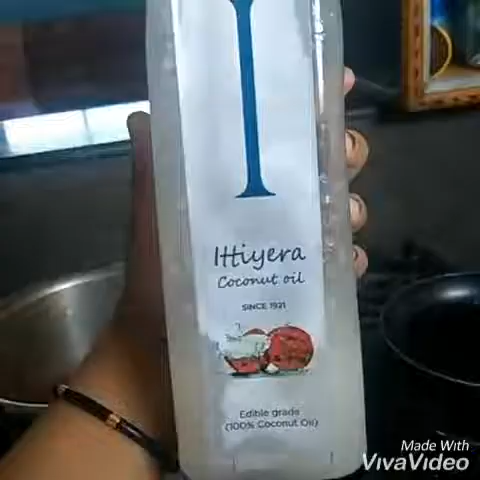 I
Ittiyera
Coconut oil
SINCE 1921
Edible grade
(100% Coconut Oil)
Made With
VivaVideo